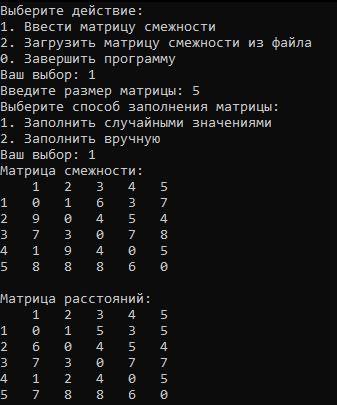 Выберите действие:
1. Ввести матрицу смежности
2. Загрузить матрицу смежности из файла
0. Завершить программу
Ваш выбор: 1
Введите размер матрицы: 5
Выберите способ заполнения матрицы:
1. Заполнить случайными значениями
2. Заполнить вручную
Ваш выбор: 1
Матрица смежности:
    1   2   3   4   5
1   0   1   6   3   7
2   9   0   4   5   4
3   7   3   0   7   8
4   1   9   4   0   5
5   8   8   8   6   0

Матрица расстояний:
    1   2   3   4   5
1   0   1   5   3   5
2   6   0   4   5   4
3   7   3   0   7   7
4   1   2   4   0   5
5   7   8   8   6   0